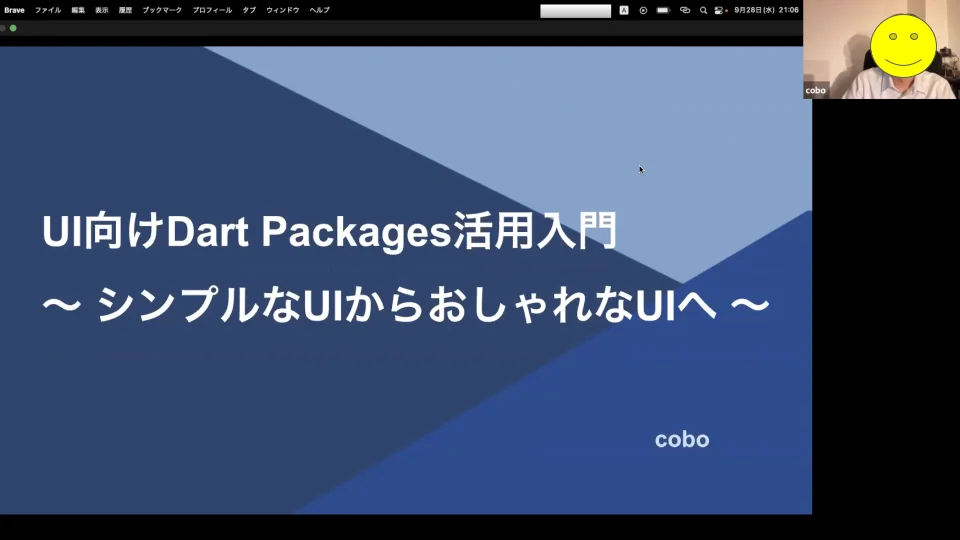 Brave ファイル 編集 表示 履歴 ブックマーク プロフィール タブ ウィンドウ ヘルプ A 9月28日(水) 21:06
cobo
UI向けDart Packages活用入門
〜 シンプルなUIからおしゃれなUIへ 〜
cobo